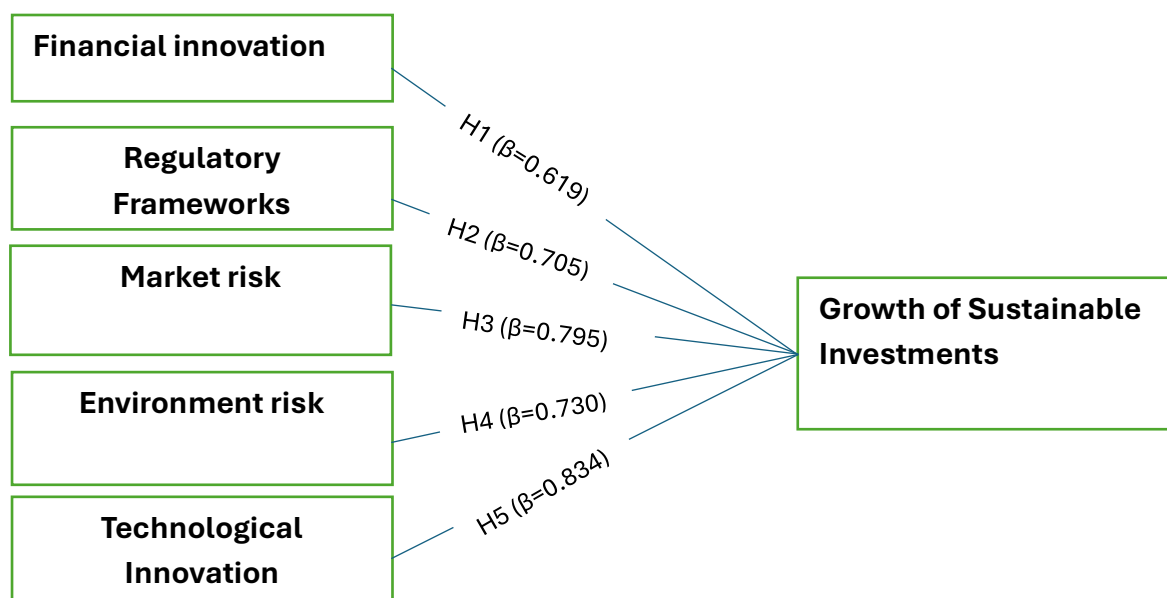 Financial innovation
H1 (β=0.619)
Regulatory
Frameworks
H2 (β=0.705)
Market risk
H3 (β=0.795)
Growth of Sustainable
Investments
Environment risk
H4 (β=0.730)
H5 (β=0.834)
Technological
Innovation